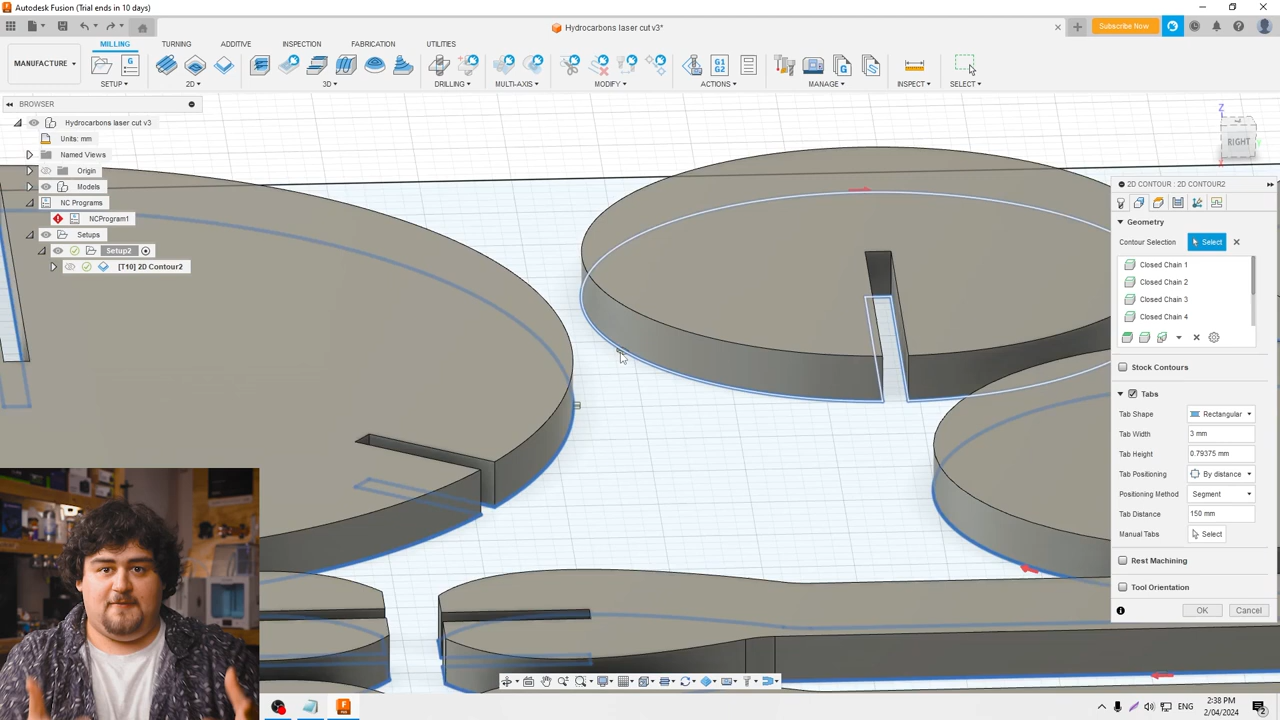 Autodesk Fusion (Trial ends in 10 days)
Hydrocarbons laser cut v3*
Subscribe Now
MILLING TURNING ADDITIVE INSPECTION FABRICATION UTILITIES
MANUFACTURE
SETUP 2D 3D DRILLING MULTI-AXIS MODIFY ACTIONS MANAGE INSPECT SELECT
BROWSER
Hydrocarbons laser cut v3
Units: mm
Named Views
Origin
Models
NC Programs
NCProgram1
Setups
Setup2
[T10] 2D Contour2
Z
RIGHT
2D CONTOUR : 2D CONTOUR2
Geometry
Contour Selection Select
Closed Chain 1
Closed Chain 2
Closed Chain 3
Closed Chain 4
Stock Contours
Tabs
Tab Shape Rectangular
Tab Width 3 mm
Tab Height 0.79375 mm
Tab Positioning By distance
Positioning Method Segment
Tab Distance 150 mm
Manual Tabs Select
Rest Machining
Tool Orientation
OK Cancel
ENG
2:38 PM
2/04/2024